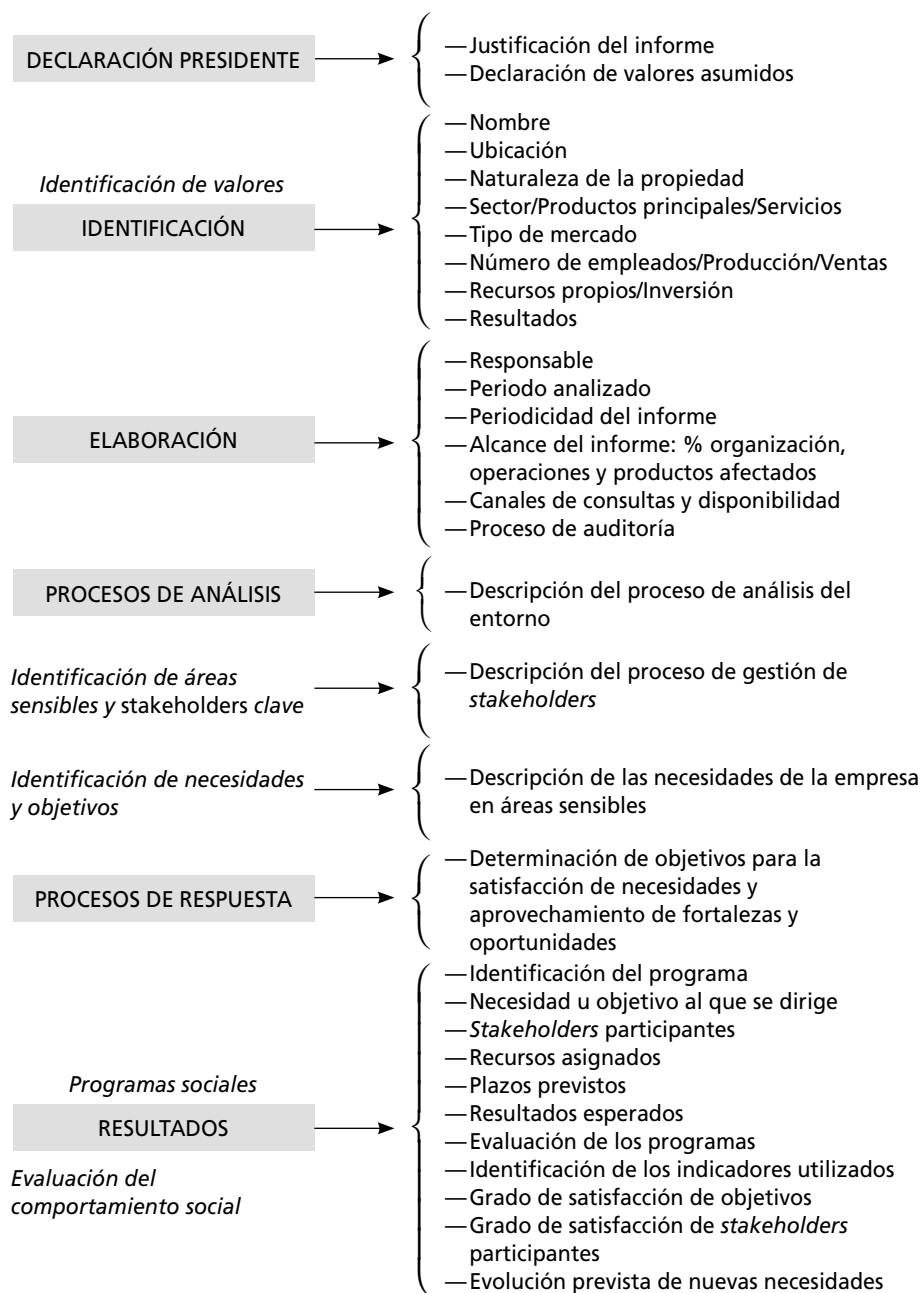 DECLARACIÓN PRESIDENTE
—Justificación del informe
—Declaración de valores asumidos
Identificación de valores
IDENTIFICACIÓN
—Nombre
—Ubicación
—Naturaleza de la propiedad
—Sector/Productos principales/Servicios
—Tipo de mercado
—Número de empleados/Producción/Ventas
—Recursos propios/Inversión
—Resultados
ELABORACIÓN
—Responsable
—Periodo analizado
—Periodicidad del informe
—Alcance del informe: % organización,
operaciones y productos afectados
—Canales de consultas y disponibilidad
—Proceso de auditoría
PROCESOS DE ANÁLISIS
—Descripción del proceso de análisis del
entorno
Identificación de áreas
sensibles y stakeholders clave
—Descripción del proceso de gestión de
stakeholders
Identificación de necesidades
y objetivos
—Descripción de las necesidades de la empresa
en áreas sensibles
PROCESOS DE RESPUESTA
—Determinación de objetivos para la
satisfacción de necesidades y
aprovechamiento de fortalezas y
oportunidades
Programas sociales
RESULTADOS
Evaluación del
comportamiento social
—Identificación del programa
—Necesidad u objetivo al que se dirige
—Stakeholders participantes
—Recursos asignados
—Plazos previstos
—Resultados esperados
—Evaluación de los programas
—Identificación de los indicadores utilizados
—Grado de satisfacción de objetivos
—Grado de satisfacción de stakeholders
participantes
—Evolución prevista de nuevas necesidades